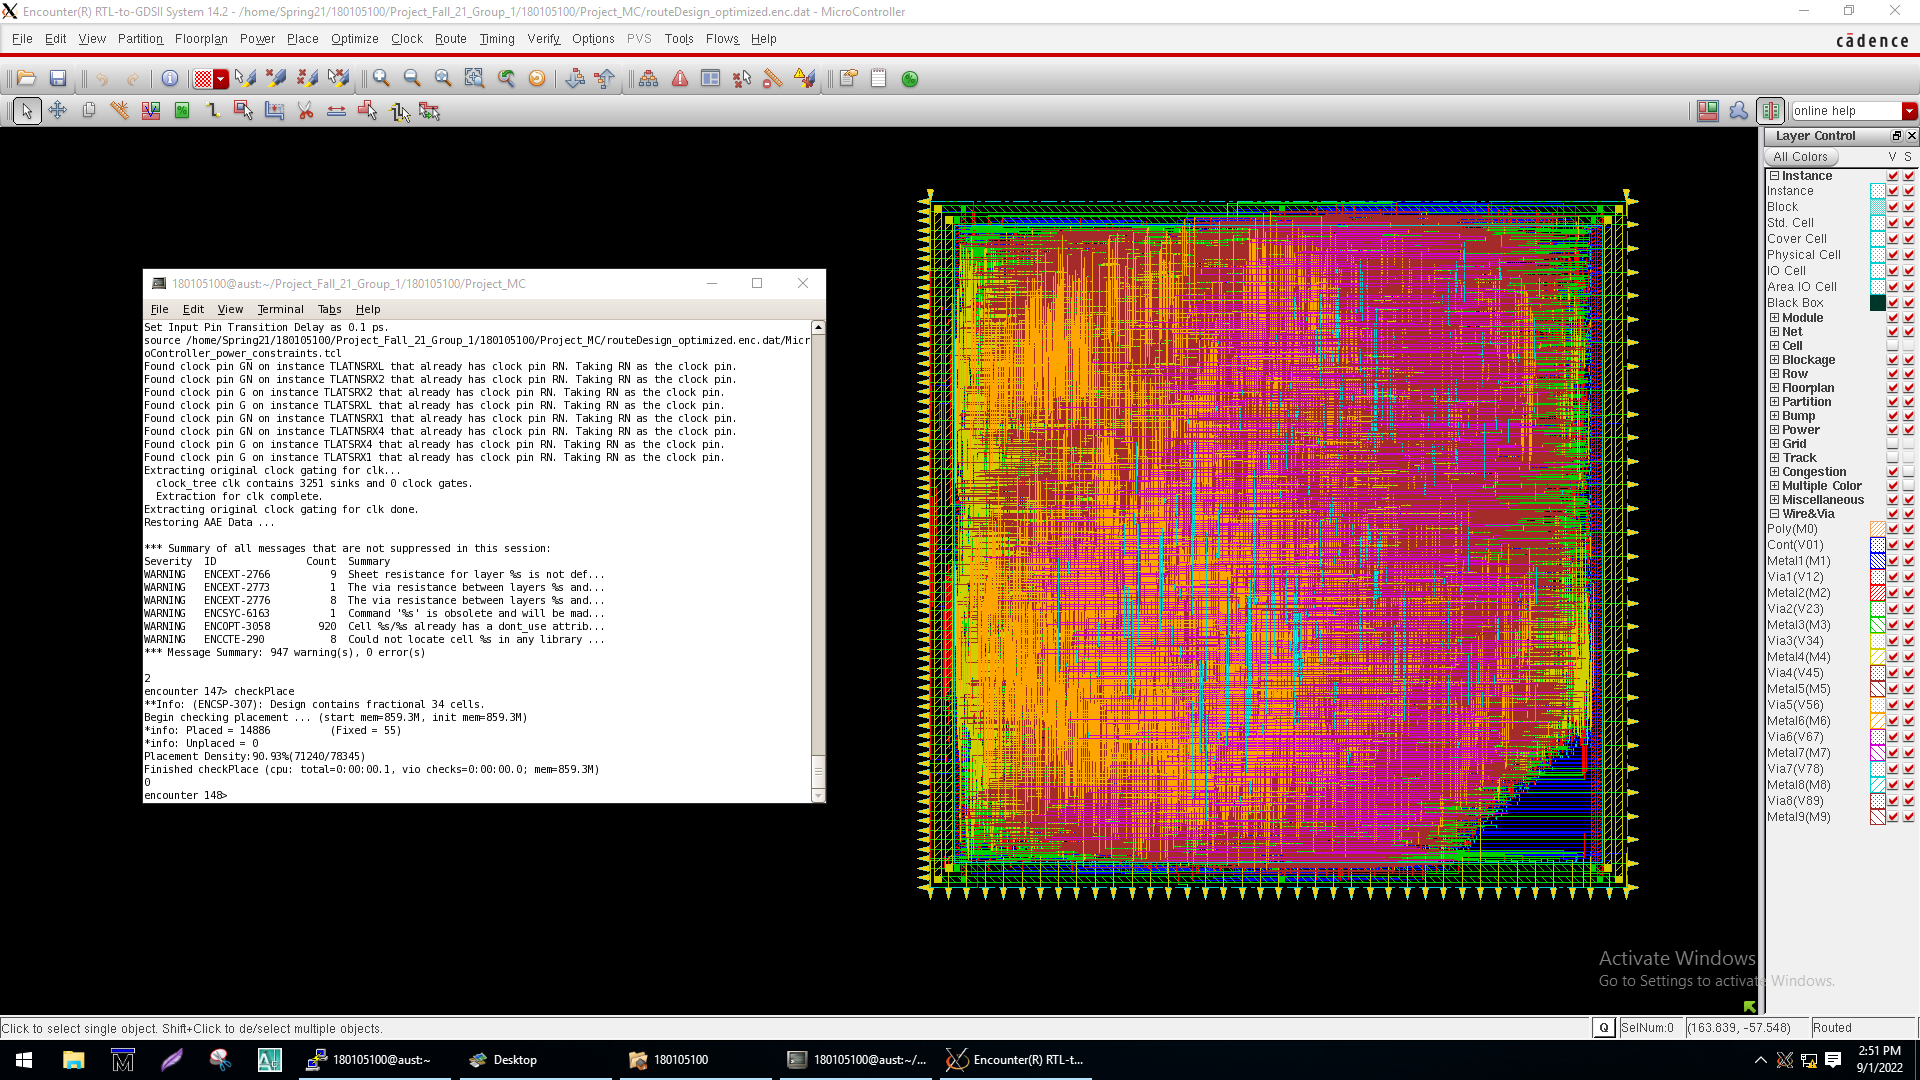 Encounter(R) RTL-to-GDSII System 14.2 - /home/Spring21/180105100/Project_Fall_21_Group_1/180105100/Project_MC/routeDesign_optimized.enc.dat - MicroController
File Edit View Partition Floorplan Power Place Optimize Clock Route Timing Verify Options PVS Tools Flows Help
cādence
online help
180105100@aust:~/Project_Fall_21_Group_1/180105100/Project_MC
File Edit View Terminal Tabs Help
Set Input Pin Transition Delay as 0.1 ps.
source /home/Spring21/180105100/Project_Fall_21_Group_1/180105100/Project_MC/routeDesign_optimized.enc.dat/Micr
oController_power_constraints.tcl
Found clock pin GN on instance TLATNSRXL that already has clock pin RN. Taking RN as the clock pin.
Found clock pin GN on instance TLATNSRX2 that already has clock pin RN. Taking RN as the clock pin.
Found clock pin G on instance TLATSRX2 that already has clock pin RN. Taking RN as the clock pin.
Found clock pin G on instance TLATSRXL that already has clock pin RN. Taking RN as the clock pin.
Found clock pin GN on instance TLATNSRX1 that already has clock pin RN. Taking RN as the clock pin.
Found clock pin GN on instance TLATNSRX4 that already has clock pin RN. Taking RN as the clock pin.
Found clock pin G on instance TLATSRX4 that already has clock pin RN. Taking RN as the clock pin.
Found clock pin G on instance TLATSRX1 that already has clock pin RN. Taking RN as the clock pin.
Extracting original clock gating for clk...
clock_tree clk contains 3251 sinks and 0 clock gates.
Extraction for clk complete.
Extracting original clock gating for clk done.
Restoring AAE Data ...
*** Summary of all messages that are not suppressed in this session:
Severity ID Count Summary
WARNING ENCEXT-2766 9 Sheet resistance for layer %s is not def...
WARNING ENCEXT-2773 1 The via resistance between layers %s and...
WARNING ENCEXT-2776 8 The via resistance between layers %s and...
WARNING ENCSYC-6163 1 Command '%s' is obsolete and will be mad...
WARNING ENCOPT-3058 920 Cell %s/%s already has a dont_use attrib...
WARNING ENCCTE-290 8 Could not locate cell %s in any library ...
*** Message Summary: 947 warning(s), 0 error(s)
2
encounter 147> checkPlace
**Info: (ENCSP-307): Design contains fractional 34 cells.
Begin checking placement ... (start mem=859.3M, init mem=859.3M)
*info: Placed = 14886 (Fixed = 55)
*info: Unplaced = 0
Placement Density:90.93%(71240/78345)
Finished checkPlace (cpu: total=0:00:00.1, vio checks=0:00:00.0; mem=859.3M)
0
encounter 148>
Layer Control
All Colors V S
Instance
Instance
Block
Std. Cell
Cover Cell
Physical Cell
IO Cell
Area IO Cell
Black Box
Module
Net
Cell
Blockage
Row
Floorplan
Partition
Bump
Power
Grid
Track
Congestion
Multiple Color
Miscellaneous
Wire&Via
Poly(M0)
Cont(V01)
Metal1(M1)
Via1(V12)
Metal2(M2)
Via2(V23)
Metal3(M3)
Via3(V34)
Metal4(M4)
Via4(V45)
Metal5(M5)
Via5(V56)
Metal6(M6)
Via6(V67)
Metal7(M7)
Via7(V78)
Metal8(M8)
Via8(V89)
Metal9(M9)
Activate Windows
Go to Settings to activate Windows.
Click to select single object. Shift+Click to de/select multiple objects.
Q SelNum:0 (163.839, -57.548) Routed
180105100@aust:~ Desktop 180105100 180105100@aust:~/... Encounter(R) RTL-t...
2:51 PM
9/1/2022